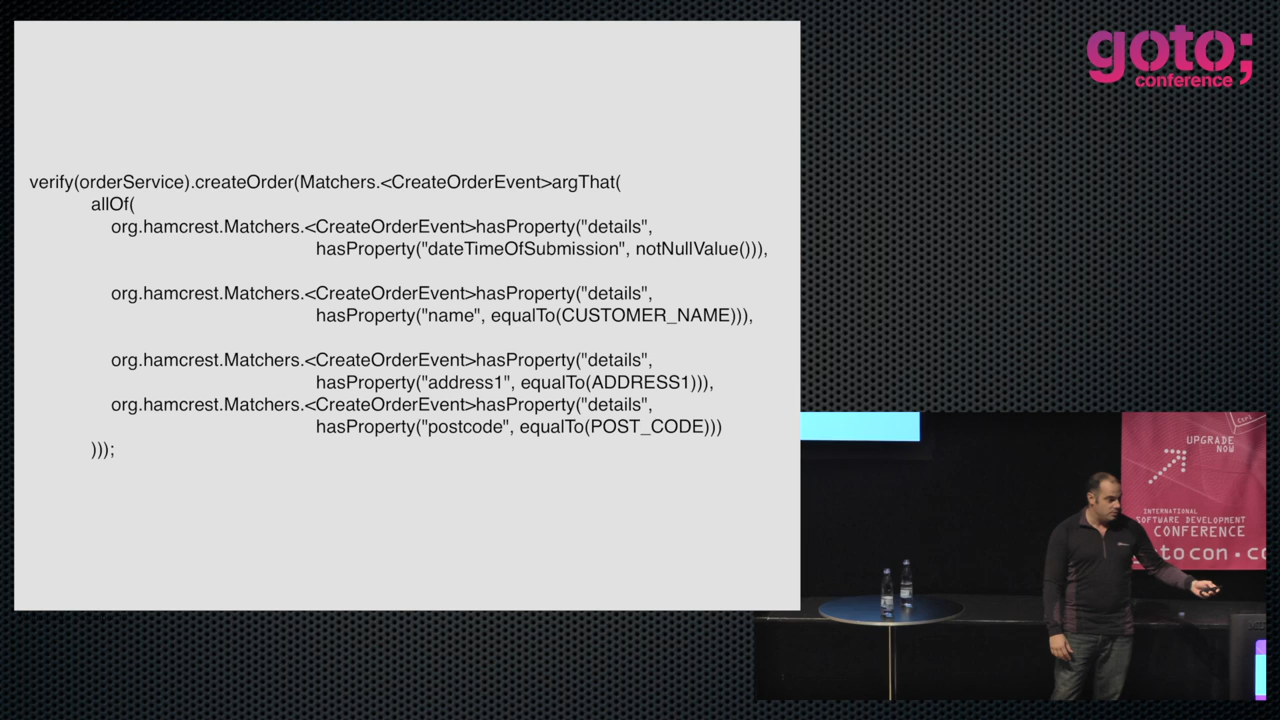 goto;
conference
verify(orderService).createOrder(Matchers.<CreateOrderEvent>argThat(
allOf(
org.hamcrest.Matchers.<CreateOrderEvent>hasProperty("details",
hasProperty("dateTimeOfSubmission", notNullValue())),
org.hamcrest.Matchers.<CreateOrderEvent>hasProperty("details",
hasProperty("name", equalTo(CUSTOMER_NAME))),
org.hamcrest.Matchers.<CreateOrderEvent>hasProperty("details",
hasProperty("address1", equalTo(ADDRESS1))),
org.hamcrest.Matchers.<CreateOrderEvent>hasProperty("details",
hasProperty("postcode", equalTo(POST_CODE)))
)));
UPGRADE
NOW
INTERNATIONAL
SOFTWARE DEVELOPMENT
CONFERENCE